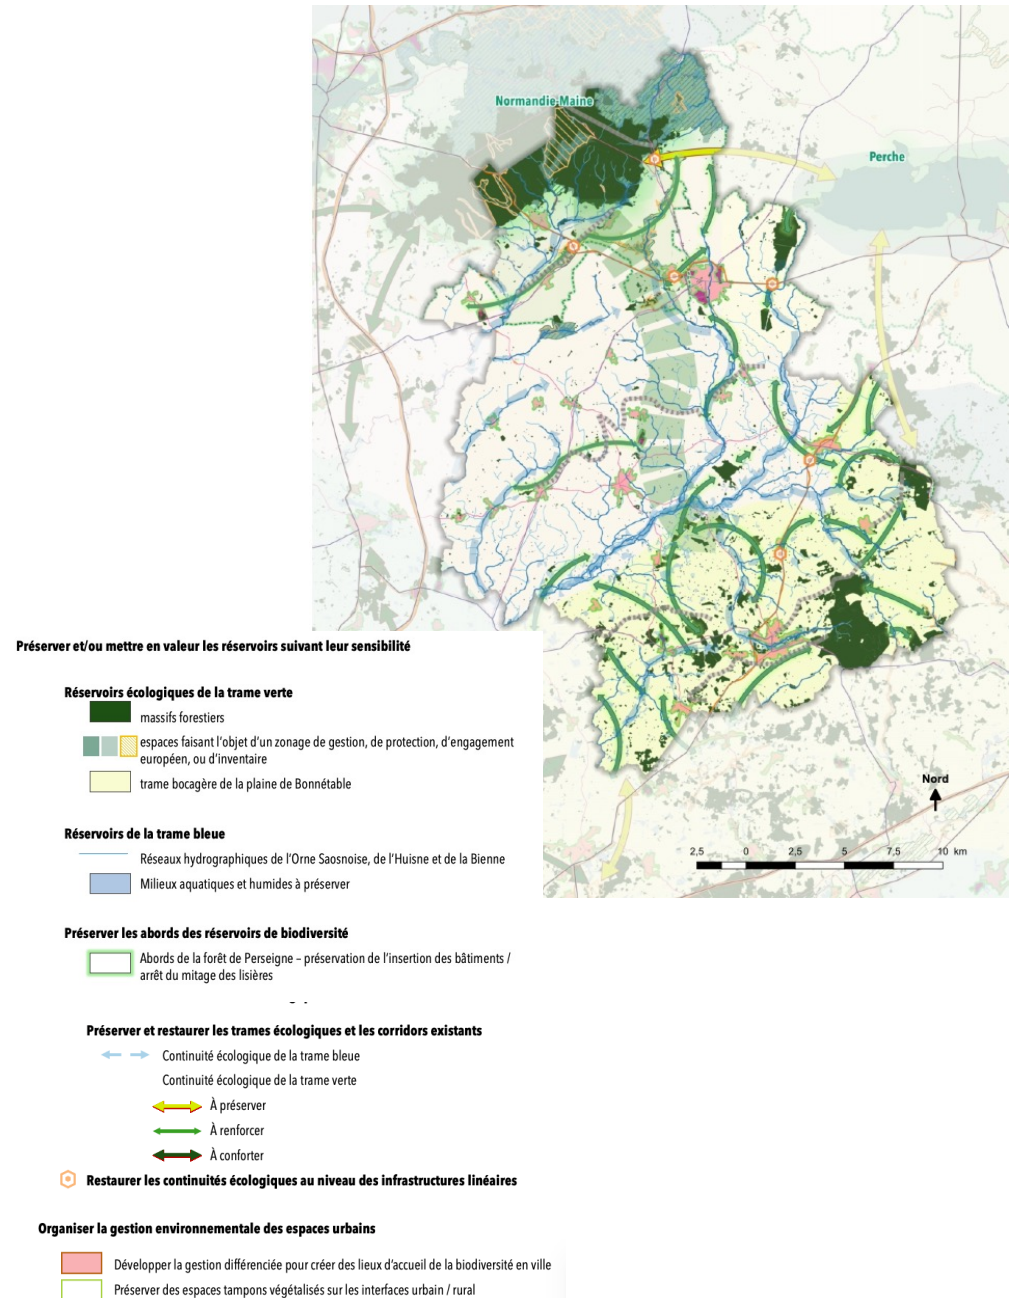 Normandie-Maine
Perche
Nord
2,5 0 2,5 5 7,5 10 km
Préserver et/ou mettre en valeur les réservoirs suivant leur sensibilité
Réservoirs écologiques de la trame verte
massifs forestiers
espaces faisant l'objet d'un zonage de gestion, de protection, d'engagement
européen, ou d'inventaire
trame bocagère de la plaine de Bonnétable
Réservoirs de la trame bleue
Réseaux hydrographiques de l'Orne Saosnoise, de l'Huisne et de la Bienne
Milieux aquatiques et humides à préserver
Préserver les abords des réservoirs de biodiversité
Abords de la forêt de Perseigne – préservation de l'insertion des bâtiments /
arrêt du mitage des lisières
Préserver et restaurer les trames écologiques et les corridors existants
Continuité écologique de la trame bleue
Continuité écologique de la trame verte
À préserver
À renforcer
À conforter
Restaurer les continuités écologiques au niveau des infrastructures linéaires
Organiser la gestion environnementale des espaces urbains
Développer la gestion différenciée pour créer des lieux d'accueil de la biodiversité en ville
Préserver des espaces tampons végétalisés sur les interfaces urbain / rural